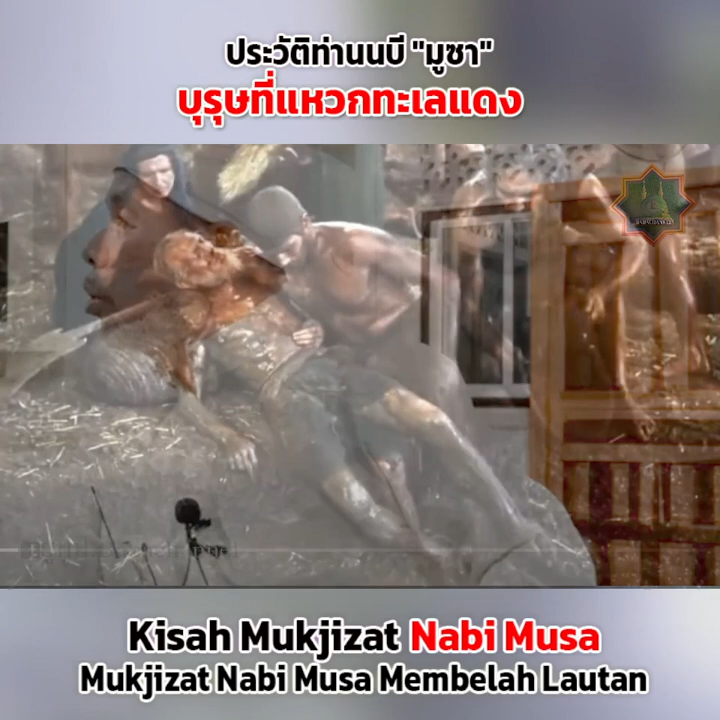 ประวัติท่านนบี "มูซา"
บุรุษที่แหวกทะเลแดง
Kisah Mukjizat Nabi Musa
Mukjizat Nabi Musa Membelah Lautan